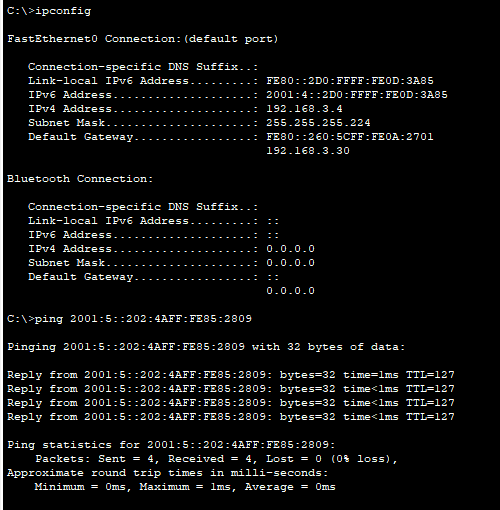 C:\>ipconfig
FastEthernet0 Connection:(default port)
Connection-specific DNS Suffix..:
Link-local IPv6 Address.........: FE80::2D0:FFFF:FE0D:3A85
IPv6 Address....................: 2001:4::2D0:FFFF:FE0D:3A85
IPv4 Address....................: 192.168.3.4
Subnet Mask.....................: 255.255.255.224
Default Gateway.................: FE80::260:5CFF:FE0A:2701
192.168.3.30
Bluetooth Connection:
Connection-specific DNS Suffix..:
Link-local IPv6 Address.........: ::
IPv6 Address....................: ::
IPv4 Address....................: 0.0.0.0
Subnet Mask.....................: 0.0.0.0
Default Gateway.................: ::
0.0.0.0
C:\>ping 2001:5::202:4AFF:FE85:2809
Pinging 2001:5::202:4AFF:FE85:2809 with 32 bytes of data:
Reply from 2001:5::202:4AFF:FE85:2809: bytes=32 time=1ms TTL=127
Reply from 2001:5::202:4AFF:FE85:2809: bytes=32 time<1ms TTL=127
Reply from 2001:5::202:4AFF:FE85:2809: bytes=32 time<1ms TTL=127
Reply from 2001:5::202:4AFF:FE85:2809: bytes=32 time<1ms TTL=127
Ping statistics for 2001:5::202:4AFF:FE85:2809:
Packets: Sent = 4, Received = 4, Lost = 0 (0% loss),
Approximate round trip times in milli-seconds:
Minimum = 0ms, Maximum = 1ms, Average = 0ms